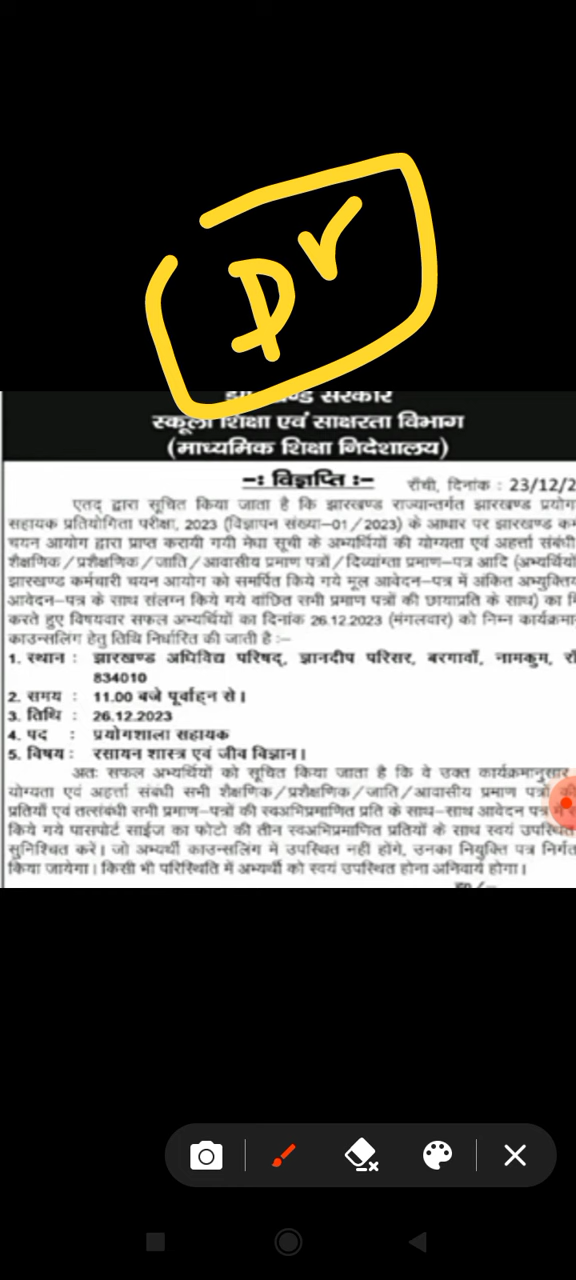 Dr
झारखण्ड सरकार
स्कूली शिक्षा एवं साक्षरता विभाग
(माध्यमिक शिक्षा निदेशालय)
-: विज्ञप्ति :-
राँची, दिनांक : 23/12/2
एतद् द्वारा सूचित किया जाता है कि झारखण्ड राज्यान्तर्गत झारखण्ड प्रयोग
सहायक प्रतियोगिता परीक्षा, 2023 (विज्ञापन संख्या-01/2023) के आधार पर झारखण्ड कर्म
चयन आयोग द्वारा प्राप्त करायी गयी मेधा सूची के अभ्यर्थियों की योग्यता एवं अहर्त्ता संबंधी
शैक्षणिक/प्रशैक्षणिक/जाति/आवासीय प्रमाण पत्रों/दिव्यांगता प्रमाण-पत्र आदि (अभ्यर्थियों
झारखण्ड कर्मचारी चयन आयोग को समर्पित किये गये मूल आवेदन-पत्र में अंकित अभ्युक्तिय
आवेदन-पत्र के साथ संलग्न किये गये वांछित सभी प्रमाण पत्रों की छायाप्रति के साथ) का मि
करते हुए विषयवार सफल अभ्यर्थियों का दिनांक 26.12.2023 (मंगलवार) को निम्न कार्यक्रमा
काउन्सलिंग हेतु तिथि निर्धारित की जाती है :-
1. स्थान : झारखण्ड अधिविद्य परिषद्, ज्ञानदीप परिसर, बरगावाँ, नामकुम, राँ
834010
2. समय : 11.00 बजे पूर्वाह्न से।
3. तिथि : 26.12.2023
4. पद : प्रयोगशाला सहायक
5. विषय : रसायन शास्त्र एवं जीव विज्ञान।
अतः सफल अभ्यर्थियों को सूचित किया जाता है कि वे उक्त कार्यक्रमानुसार
योग्यता एवं अहर्त्ता संबंधी सभी शैक्षणिक/प्रशैक्षणिक/जाति/आवासीय प्रमाण पत्रों की
प्रतियों एवं तत्संबंधी सभी प्रमाण-पत्रों की स्वअभिप्रमाणित प्रति के साथ-साथ आवेदन पत्र
किये गये पासपोर्ट साईज का फोटो की तीन स्वअभिप्रमाणित प्रतियों के साथ स्वयं उपस्थित
सुनिश्चित करें। जो अभ्यर्थी काउन्सलिंग में उपस्थित नहीं होंगे, उनका नियुक्ति पत्र निर्गत
किया जायेगा। किसी भी परिस्थिति में अभ्यर्थी को स्वयं उपस्थित होना अनिवार्य होगा।